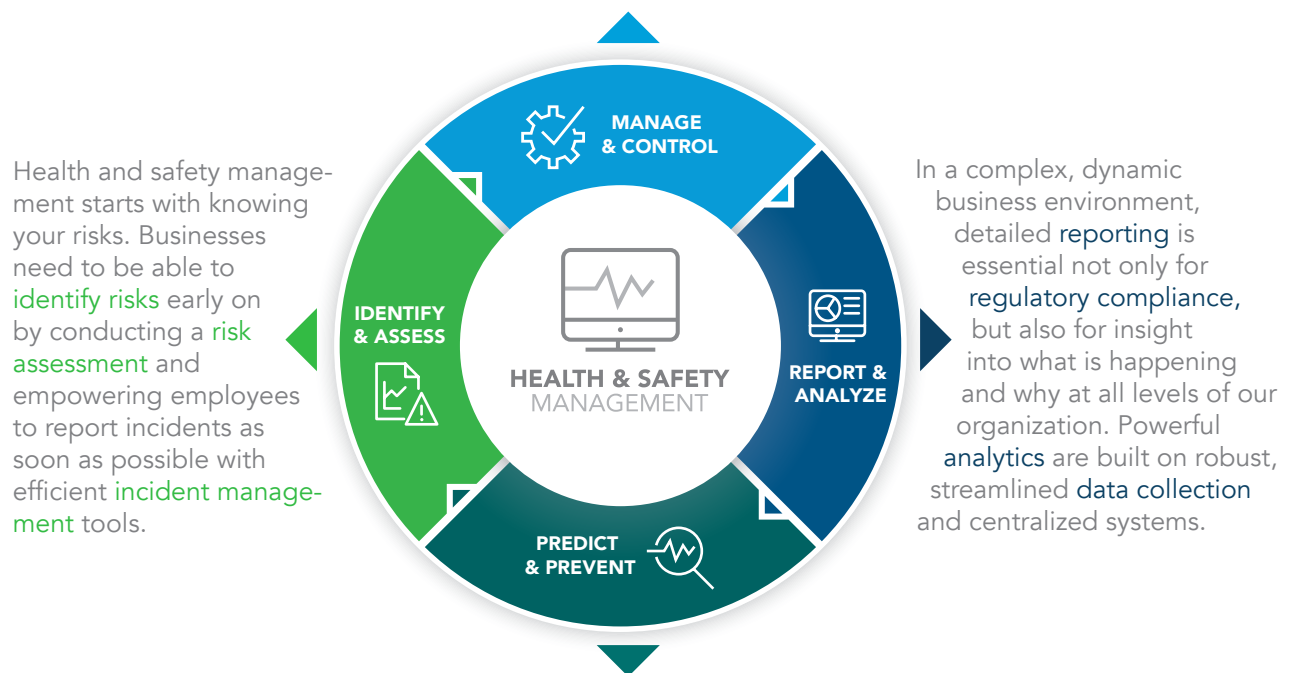 MANAGE
& CONTROL
Health and safety manage-
ment starts with knowing
your risks. Businesses
need to be able to
identify risks early on
by conducting a risk
assessment and
empowering employees
to report incidents as
soon as possible with
efficient incident manage-
ment tools.
IDENTIFY
& ASSESS
HEALTH & SAFETY
MANAGEMENT
REPORT &
ANALYZE
In a complex, dynamic
business environment,
detailed reporting is
essential not only for
regulatory compliance,
but also for insight
into what is happening
and why at all levels of our
organization. Powerful
analytics are built on robust,
streamlined data collection
and centralized systems.
PREDICT
& PREVENT